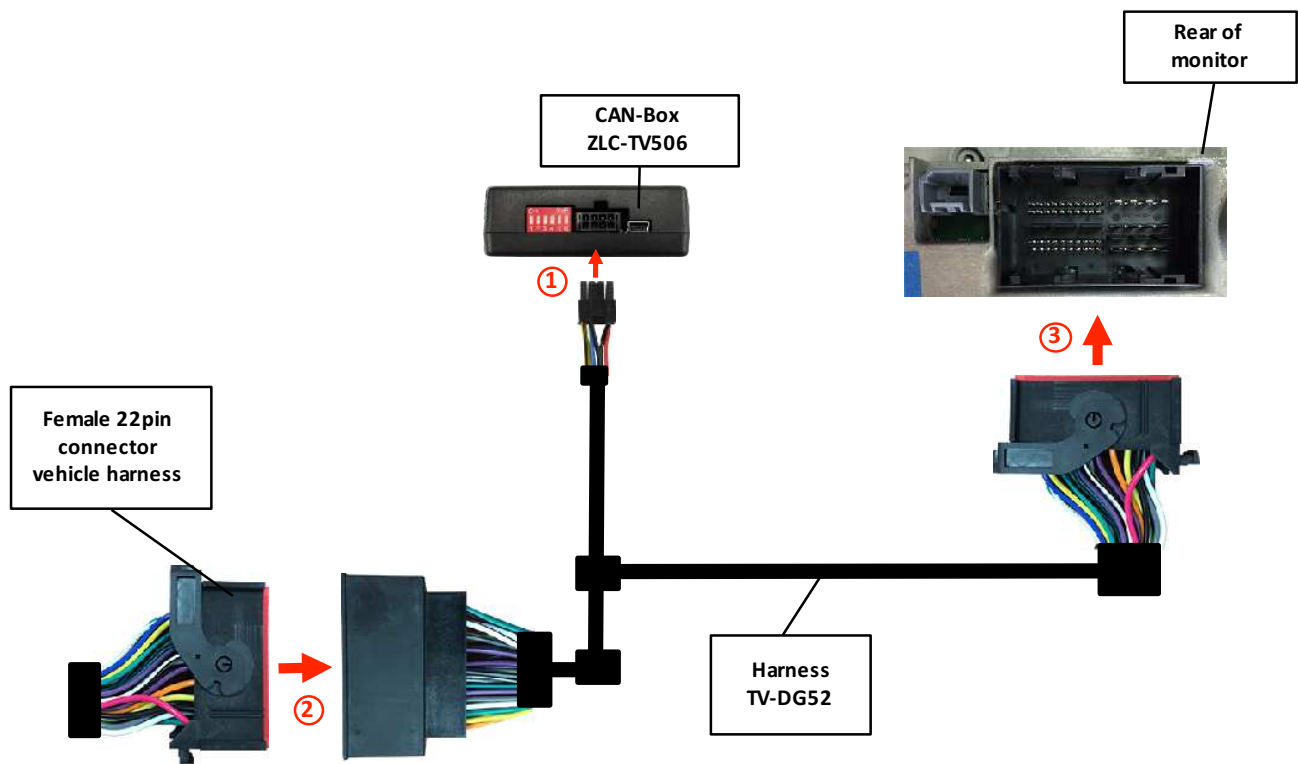 Rear of
monitor
CAN-Box
ZLC-TV506
①
③
Female 22pin
connector
vehicle harness
②
Harness
TV-DG52